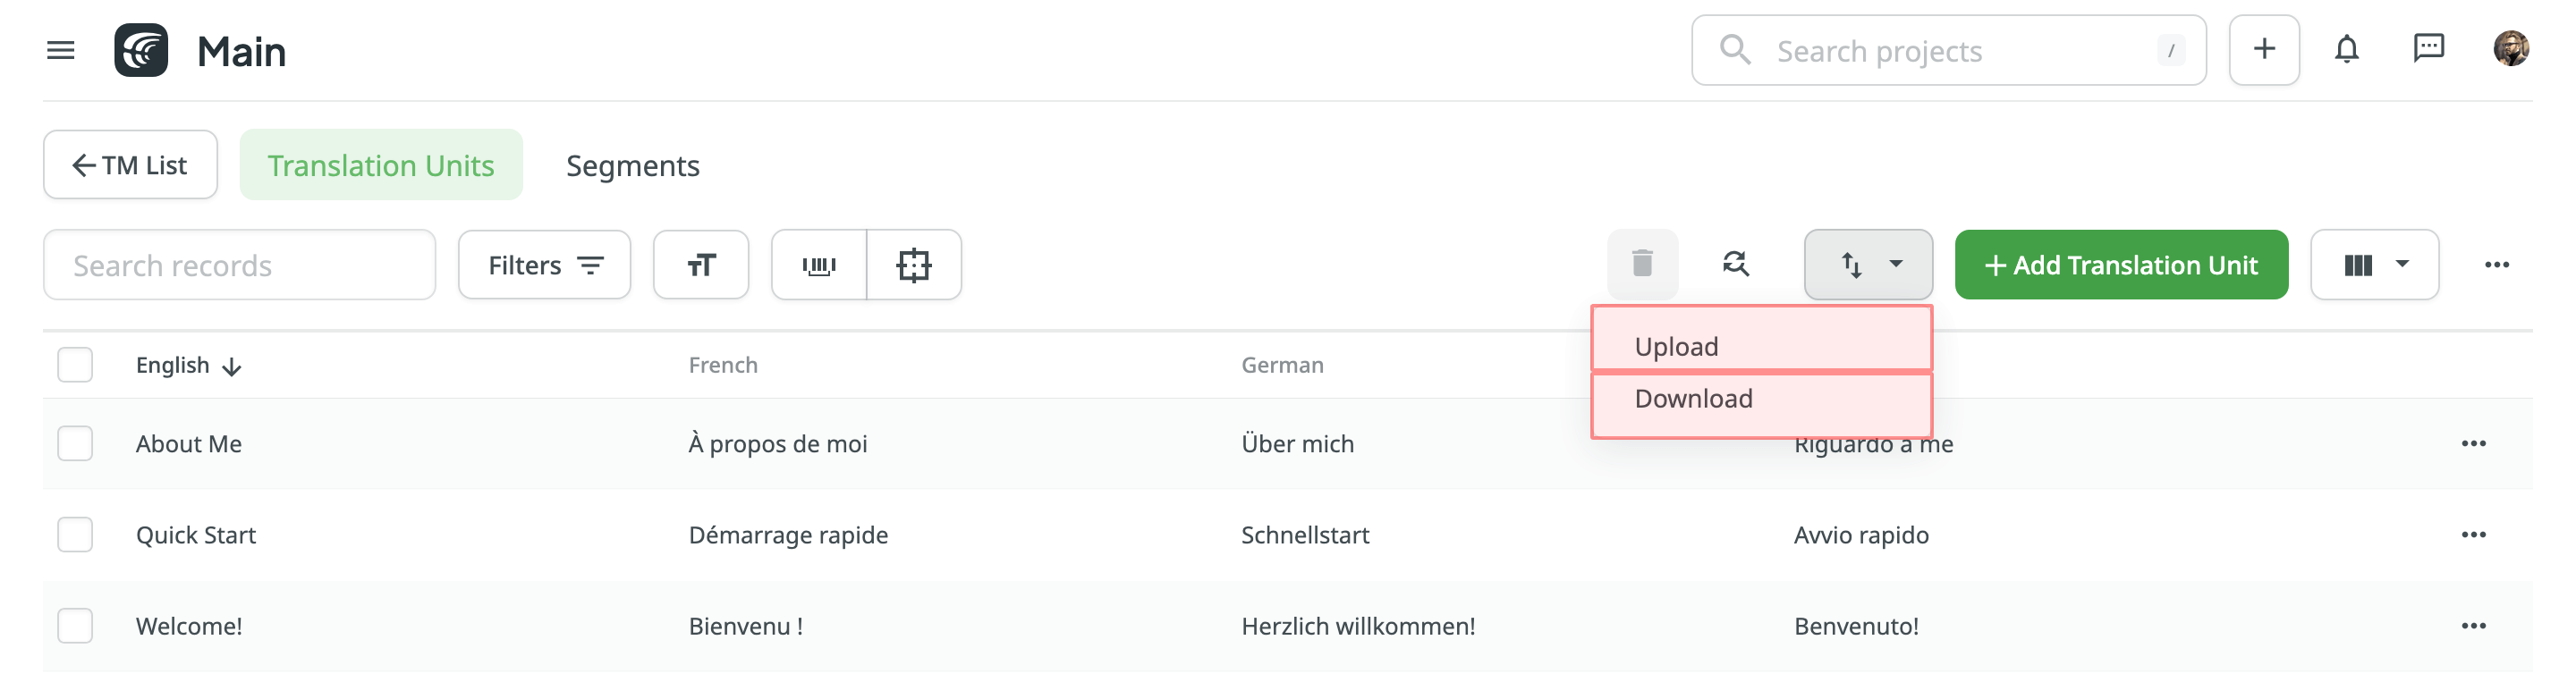 Main
Search projects /
TM List Translation Units Segments
Search records Filters Add Translation Unit
Upload
Download
English French German
About Me À propos de moi Über mich Riguardo a me
Quick Start Démarrage rapide Schnellstart Avvio rapido
Welcome! Bienvenu ! Herzlich willkommen! Benvenuto!